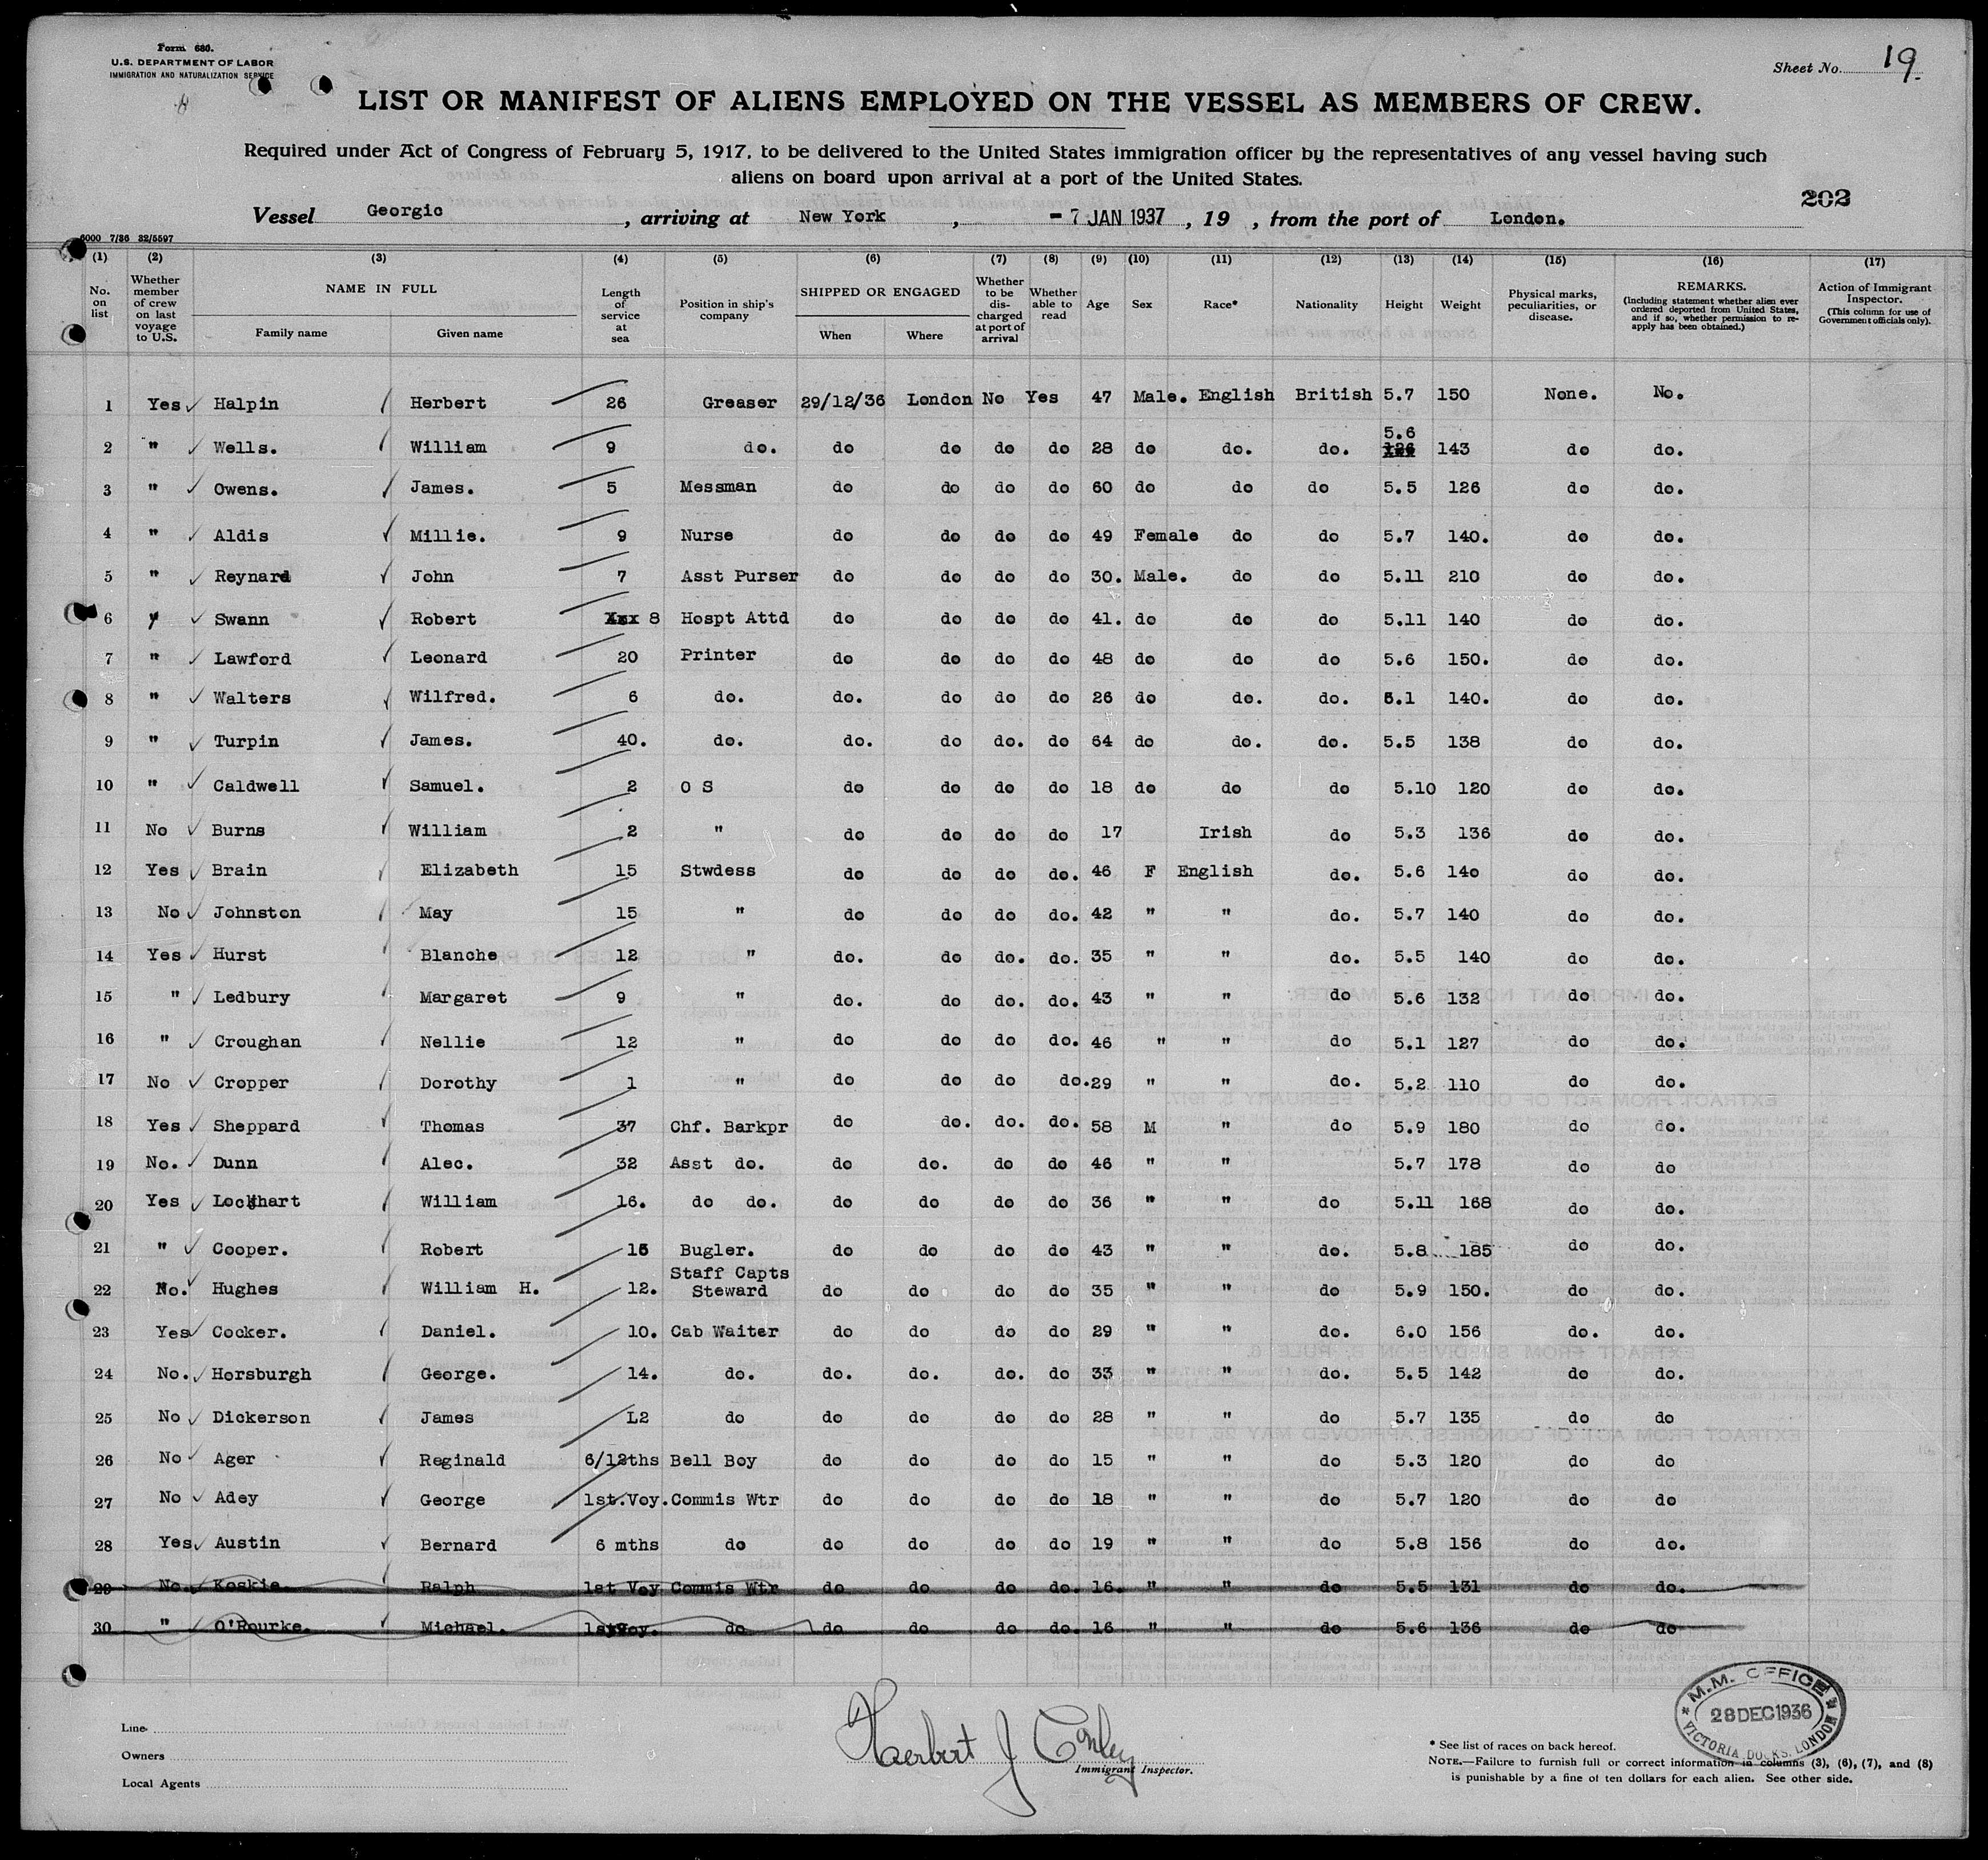 Form 680.
U.S. DEPARTMENT OF LABOR
IMMIGRATION AND NATURALIZATION SERVICE
Sheet No. 19.
LIST OR MANIFEST OF ALIENS EMPLOYED ON THE VESSEL AS MEMBERS OF CREW.
Required under Act of Congress of February 5, 1917, to be delivered to the United States immigration officer by the representatives of any vessel having such
aliens on board upon arrival at a port of the United States.
202
Vessel Georgic, arriving at New York, - 7 JAN 1937, 19 , from the port of London.
6000 7/36 32/5597
(1) (2) (3) (4) (5) (6) (7) (8) (9) (10) (11) (12) (13) (14) (15) (16) (17)
No. on list
Whether member of crew on last voyage to U.S.
NAME IN FULL
Family name Given name
Length of service at sea
Position in ship's company
SHIPPED OR ENGAGED
When Where
Whether to be discharged at port of arrival
Whether able to read
Age Sex Race* Nationality Height Weight
Physical marks, peculiarities, or disease.
REMARKS.
(Including statement whether alien ever ordered deported from United States, and if so, whether permission to reapply has been obtained.)
Action of Immigrant Inspector.
(This column for use of Government officials only).
1 Yes Halpin Herbert 26 Greaser 29/12/36 London No Yes 47 Male. English British 5.7 150 None. No.
2 " Wells. William 9 do. do do do do 28 do do. do. 5.6 143 do do.
3 " Owens. James. 5 Messman do do do do 60 do do do 5.5 126 do do.
4 " Aldis Millie. 9 Nurse do do do do 49 Female do do 5.7 140. do do.
5 " Reynard John 7 Asst Purser do do do do 30. Male. do do 5.11 210 do do.
6 " Swann Robert 8 Hospt Attd do do do do 41. do do do 5.11 140 do do.
7 " Lawford Leonard 20 Printer do do do do 48 do do do 5.6 150. do do.
8 " Walters Wilfred. 6 do. do. do do do 26 do do. do. 5.1 140. do do.
9 " Turpin James. 40. do. do. do do. do 64 do do. do. 5.5 138 do do.
10 " Caldwell Samuel. 2 O S do do do do 18 do do do 5.10 120 do do.
11 No Burns William 2 " do do do do 17 Irish do 5.3 136 do do.
12 Yes Brain Elizabeth 15 Stwdess do do do do. 46 F English do. 5.6 140 do do.
13 No Johnston May 15 " do do do do. 42 " " do. 5.7 140 do do.
14 Yes Hurst Blanche 12 " do. do do. do. 35 " " do. 5.5 140 do do.
15 " Ledbury Margaret 9 " do. do do. do. 43 " " do 5.6 132 do do.
16 " Croughan Nellie 12 " do do do do. 46 " " do 5.1 127 do do.
17 No Cropper Dorothy 1 " do do do do. 29 " " do. 5.2 110 do do.
18 Yes Sheppard Thomas 37 Chf. Barkpr do do. do. do. 58 M " do 5.9 180 do do.
19 No. Dunn Alec. 32 Asst do. do do. do do 46 " " 5.7 178 do do
20 Yes Lockhart William 16. do do. do do do do 36 " " do 5.11 168 do do.
21 " Cooper. Robert 15 Bugler. do do do do 43 " " do. 5.8 185 do do.
22 No. Hughes William H. 12. Staff Capts Steward do do do do 35 " " do 5.9 150. do do.
23 Yes Cocker. Daniel. 10. Cab Waiter do do do do 29 " " do. 6.0 156 do. do.
24 No. Horsburgh George. 14. do. do. do. do. do 33 " " do. 5.5 142 do do.
25 No Dickerson James L2 do do do do do 28 " " do 5.7 135 do do
26 No Ager Reginald 6/12ths Bell Boy do do do do 15 " " do 5.3 120 do do
27 No Adey George 1st.Voy. Commis Wtr do do do do 18 " " do 5.7 120 do do
28 Yes Austin Bernard 6 mths do do do do do 19 " " do 5.8 156 do do.
29 No. Koskie. Ralph 1st Voy Commis Wtr do do do do. 16. " " do 5.5 131 do do.
30 " O'Rourke. Michael. 1stVoy. do do do do do. 16 " " do 5.6 136 do do
M.M. OFFICE
28 DEC 1936
VICTORIA DOCKS. LONDON
Line
Owners
Local Agents
Herbert J Conley
Immigrant Inspector.
* See list of races on back hereof.
NOTE.—Failure to furnish full or correct information in columns (3), (6), (7), and (8)
is punishable by a fine of ten dollars for each alien. See other side.